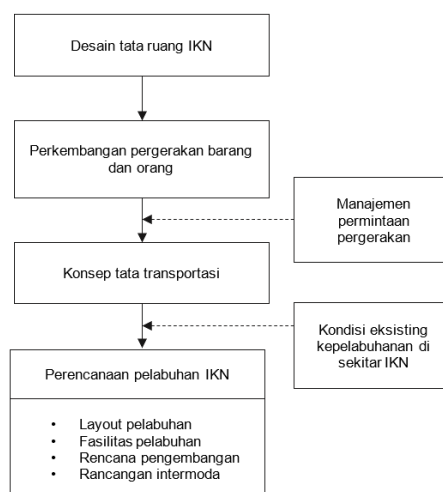 Desain tata ruang IKN
Perkembangan pergerakan barang
dan orang
Manajemen
permintaan
pergerakan
Konsep tata transportasi
Kondisi eksisting
kepelabuhanan di
sekitar IKN
Perencanaan pelabuhan IKN
• Layout pelabuhan
• Fasilitas pelabuhan
• Rencana pengembangan
• Rancangan intermoda